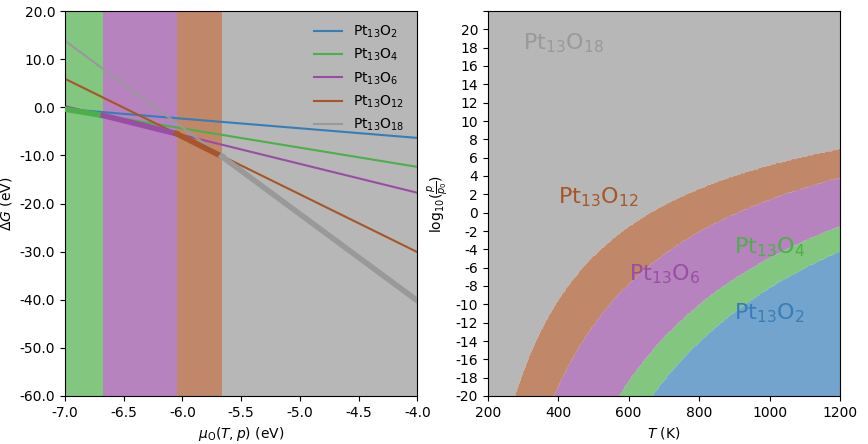 20.0
10.0
0.0
-10.0
-20.0
-30.0
-40.0
-50.0
-60.0
ΔG (eV)
-7.0 -6.5 -6.0 -5.5 -5.0 -4.5 -4.0
μ_O(T, p) (eV)
Pt₁₃O₂
Pt₁₃O₄
Pt₁₃O₆
Pt₁₃O₁₂
Pt₁₃O₁₈
20
18
16
14
12
10
8
6
4
2
0
-2
-4
-6
-8
-10
-12
-14
-16
-18
-20
log₁₀(p/p₀)
200 400 600 800 1000 1200
T (K)
Pt₁₃O₁₈
Pt₁₃O₁₂
Pt₁₃O₄
Pt₁₃O₆
Pt₁₃O₂